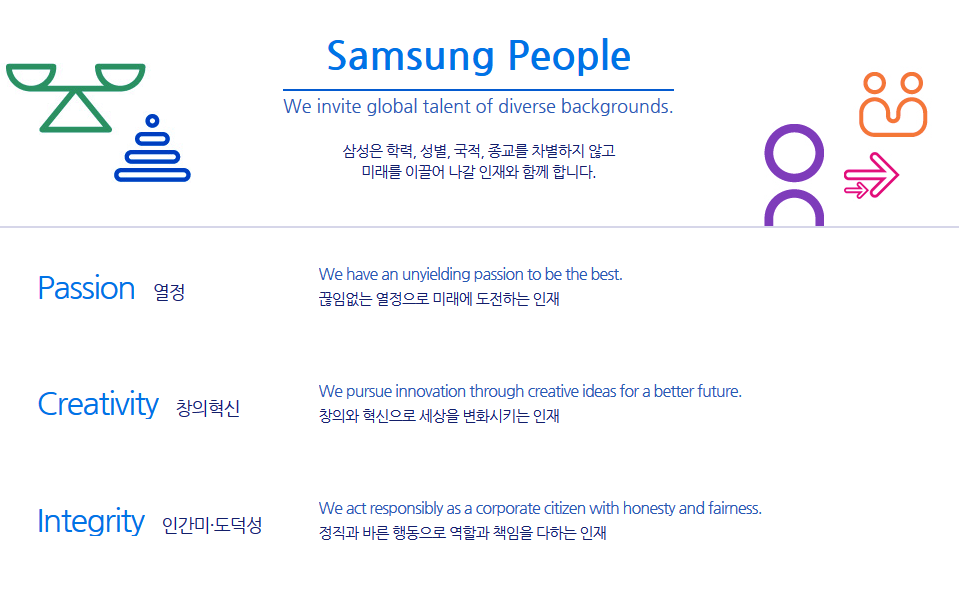 Samsung People
We invite global talent of diverse backgrounds.
삼성은 학력, 성별, 국적, 종교를 차별하지 않고
미래를 이끌어 나갈 인재와 함께 합니다.
Passion 열정
We have an unyielding passion to be the best.
끊임없는 열정으로 미래에 도전하는 인재
Creativity 창의혁신
We pursue innovation through creative ideas for a better future.
창의와 혁신으로 세상을 변화시키는 인재
Integrity 인간미·도덕성
We act responsibly as a corporate citizen with honesty and fairness.
정직과 바른 행동으로 역할과 책임을 다하는 인재